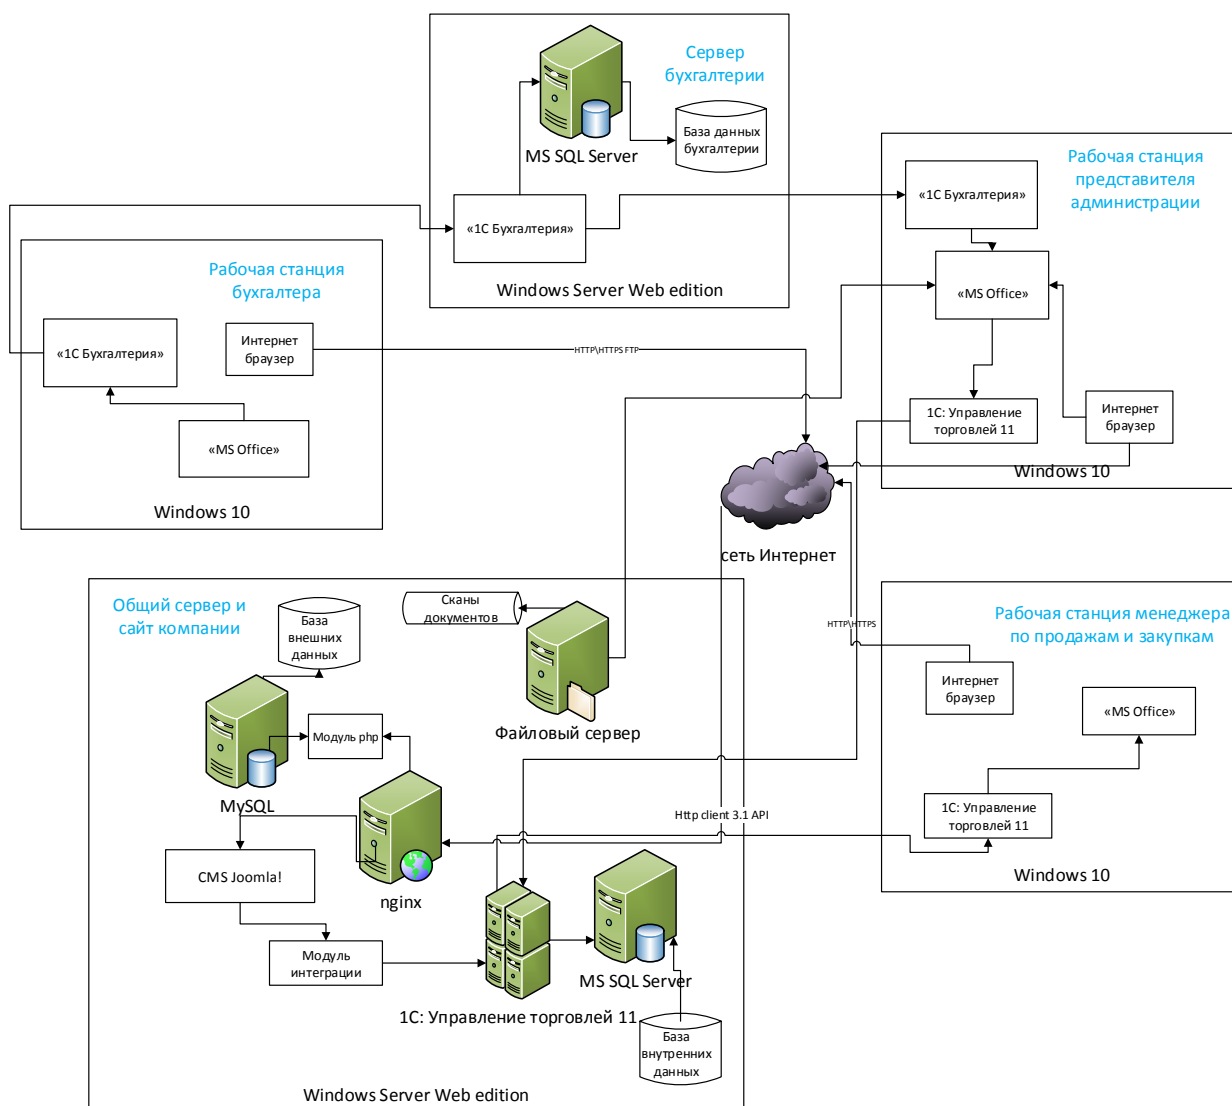 Сервер
бухгалтерии
MS SQL Server
База данных
бухгалтерии
«1С Бухгалтерия»
Windows Server Web edition
Рабочая станция
представителя
администрации
«1С Бухгалтерия»
«MS Office»
1С: Управление
торговлей 11
Интернет
браузер
Windows 10
Рабочая станция
бухгалтера
«1С Бухгалтерия»
Интернет
браузер
«MS Office»
Windows 10
HTTP\HTTPS FTP
сеть Интернет
Общий сервер и
сайт компании
База
внешних
данных
Сканы
документов
Файловый сервер
Модуль php
MySQL
nginx
CMS Joomla!
Модуль
интеграции
1С: Управление торговлей 11
MS SQL Server
База
внутренних
данных
Windows Server Web edition
Http client 3.1 API
HTTP\HTTPS
Рабочая станция менеджера
по продажам и закупкам
Интернет
браузер
«MS Office»
1С: Управление
торговлей 11
Windows 10